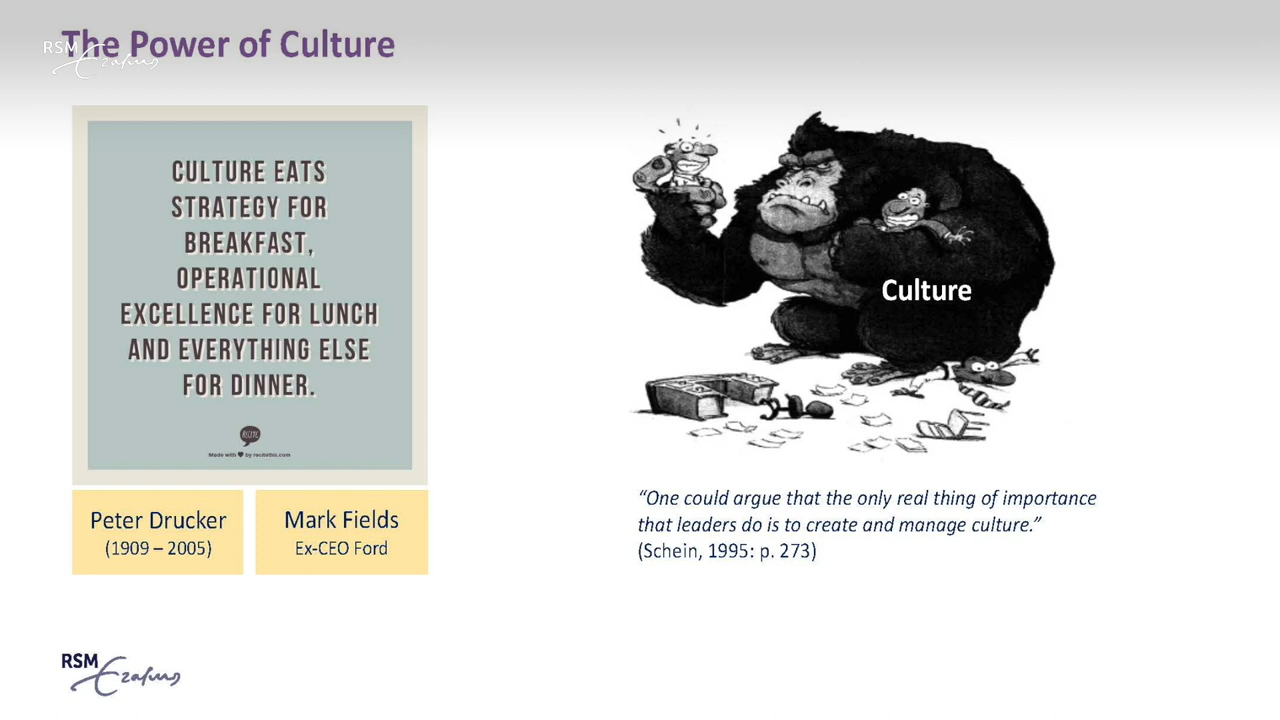 The Power of Culture
RSM
Erasmus
CULTURE EATS
STRATEGY FOR
BREAKFAST,
OPERATIONAL
EXCELLENCE FOR LUNCH
AND EVERYTHING ELSE
FOR DINNER.
RECITE
Made with ♥ by recitethis.com
Peter Drucker
(1909 – 2005)
Mark Fields
Ex-CEO Ford
Culture
“One could argue that the only real thing of importance
that leaders do is to create and manage culture.”
(Schein, 1995: p. 273)
RSM
Erasmus